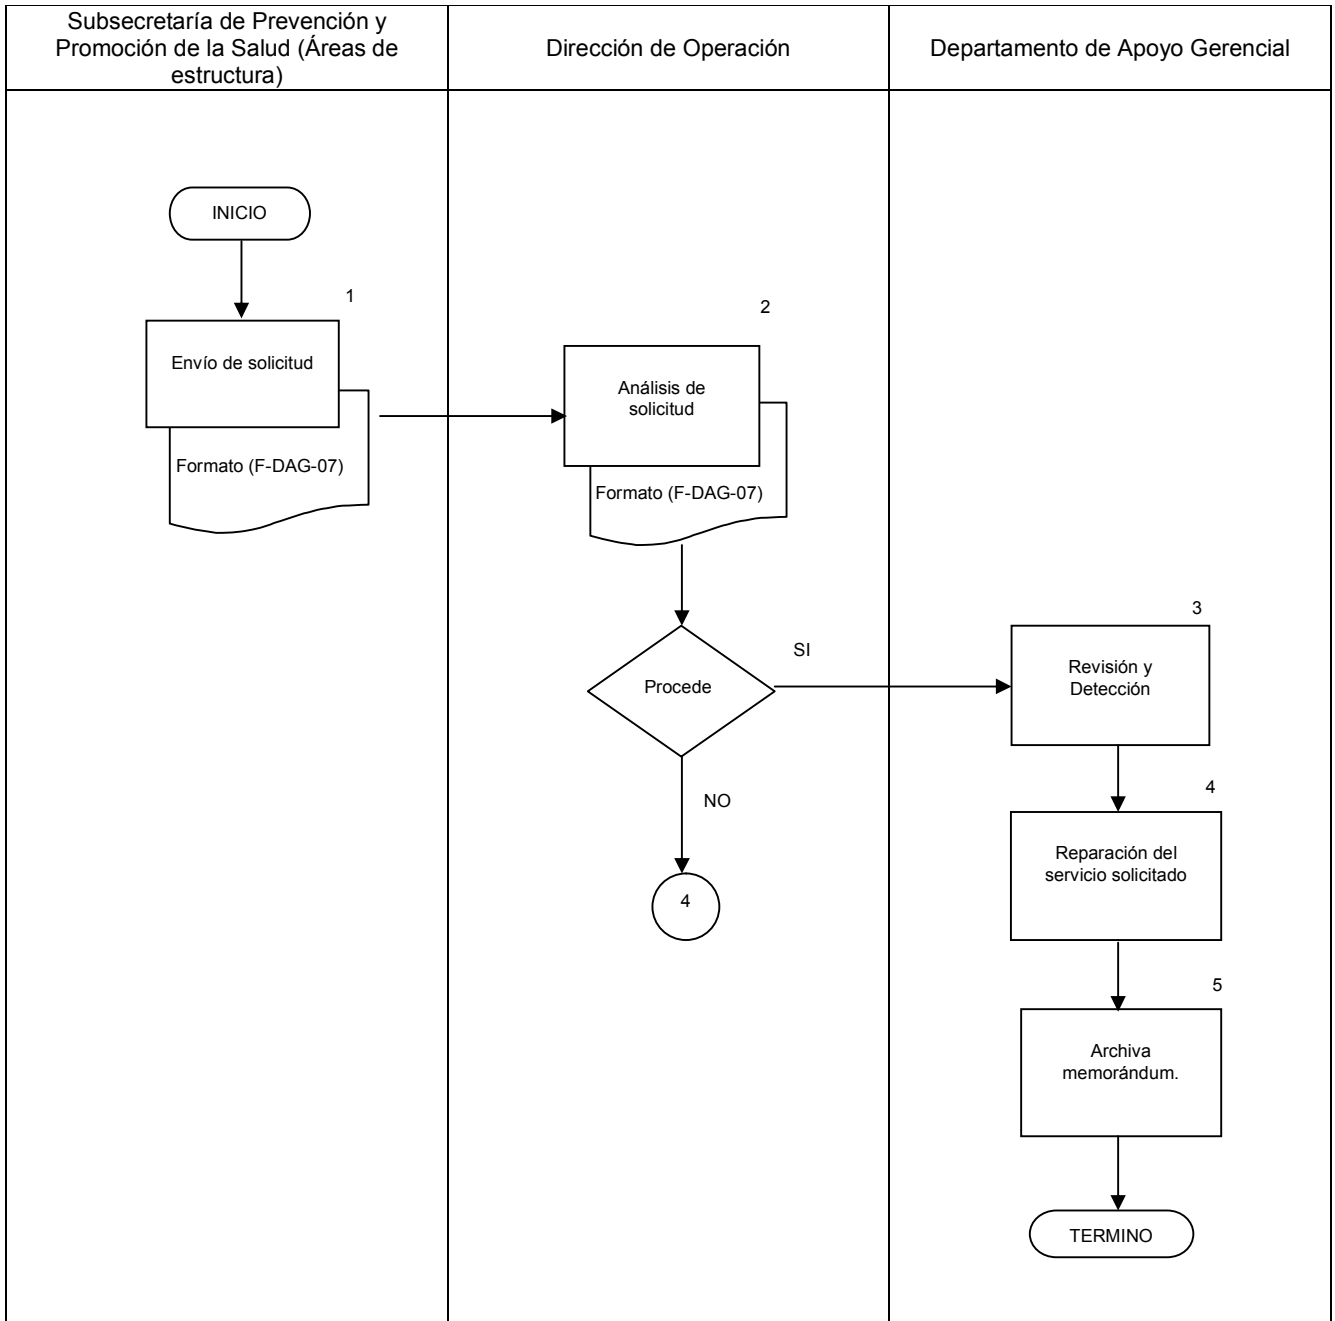 Subsecretaría de Prevención y
Promoción de la Salud (Áreas de
estructura)
Dirección de Operación
Departamento de Apoyo Gerencial
INICIO
1
Envío de solicitud
Formato (F-DAG-07)
2
Análisis de
solicitud
Formato (F-DAG-07)
Procede
SI
NO
4
3
Revisión y
Detección
4
Reparación del
servicio solicitado
5
Archiva
memorándum.
TERMINO